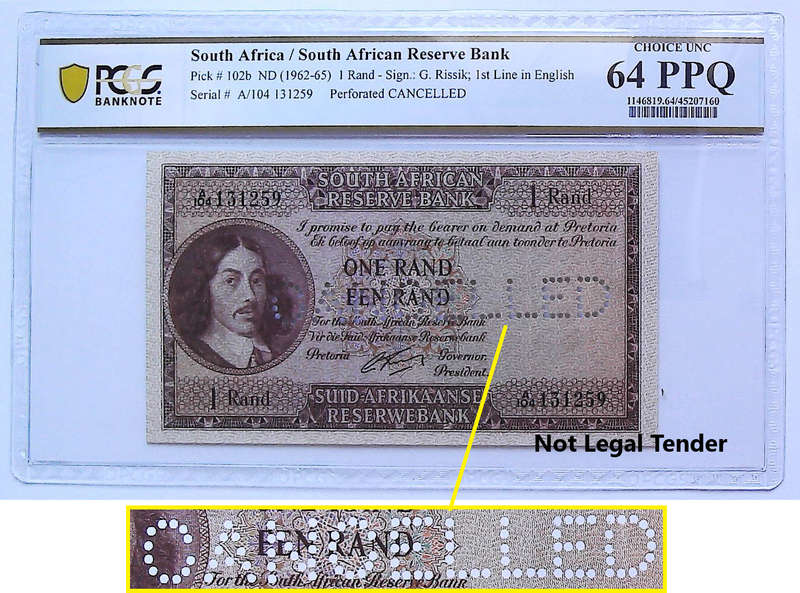 South Africa / South African Reserve Bank
Pick # 102b ND (1962-65) 1 Rand - Sign.: G. Rissik; 1st Line in English
Serial # A/104 131259 Perforated CANCELLED
CHOICE UNC
64 PPQ
1146819.64/45207160
PCGS
BANKNOTE
SOUTH AFRICAN
RESERVE BANK
A/104 131259
1 Rand
I promise to pay the bearer on demand at Pretoria
Ek beloof op aanvraag te betaal aan toonder te Pretoria
ONE RAND
EEN RAND
CANCELLED
For the South African Reserve Bank
Vir die Suid-Afrikaanse Reserwebank
Pretoria Governor.
President.
1 Rand
SUID-AFRIKAANSE
RESERWEBANK
A/104 131259
Not Legal Tender
EEN RAND
CANCELLED
For the South African Reserve Bank